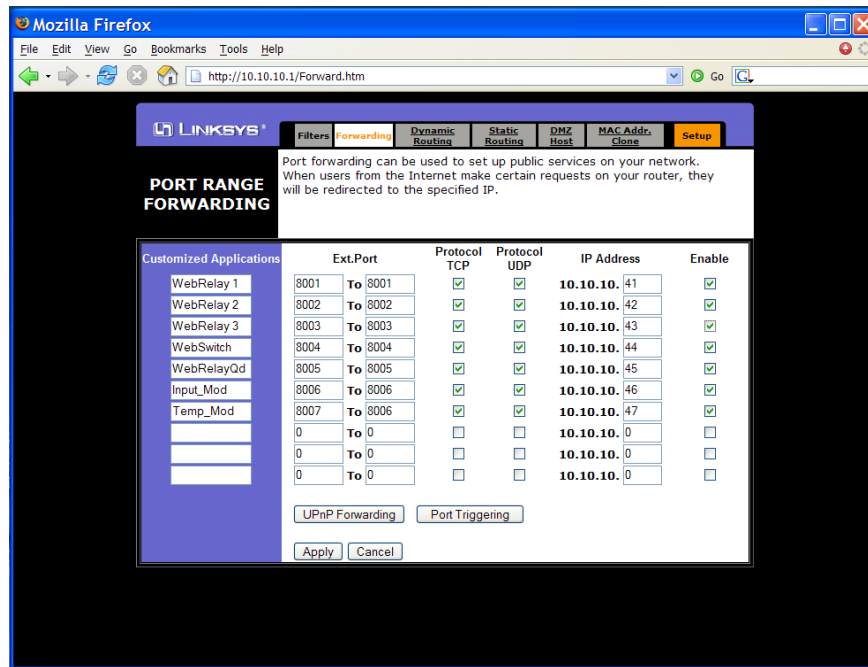 Mozilla Firefox
File Edit View Go Bookmarks Tools Help
http://10.10.10.1/Forward.htm Go G
LINKSYS®
Filters Forwarding Dynamic Routing Static Routing DMZ Host MAC Addr. Clone Setup
PORT RANGE
FORWARDING
Port forwarding can be used to set up public services on your network.
When users from the Internet make certain requests on your router, they
will be redirected to the specified IP.
Customized Applications Ext.Port Protocol TCP Protocol UDP IP Address Enable
WebRelay 1 8001 To 8001 10.10.10. 41
WebRelay 2 8002 To 8002 10.10.10. 42
WebRelay 3 8003 To 8003 10.10.10. 43
WebSwitch 8004 To 8004 10.10.10. 44
WebRelayQd 8005 To 8005 10.10.10. 45
Input_Mod 8006 To 8006 10.10.10. 46
Temp_Mod 8007 To 8006 10.10.10. 47
0 To 0 10.10.10. 0
0 To 0 10.10.10. 0
0 To 0 10.10.10. 0
UPnP Forwarding Port Triggering
Apply Cancel